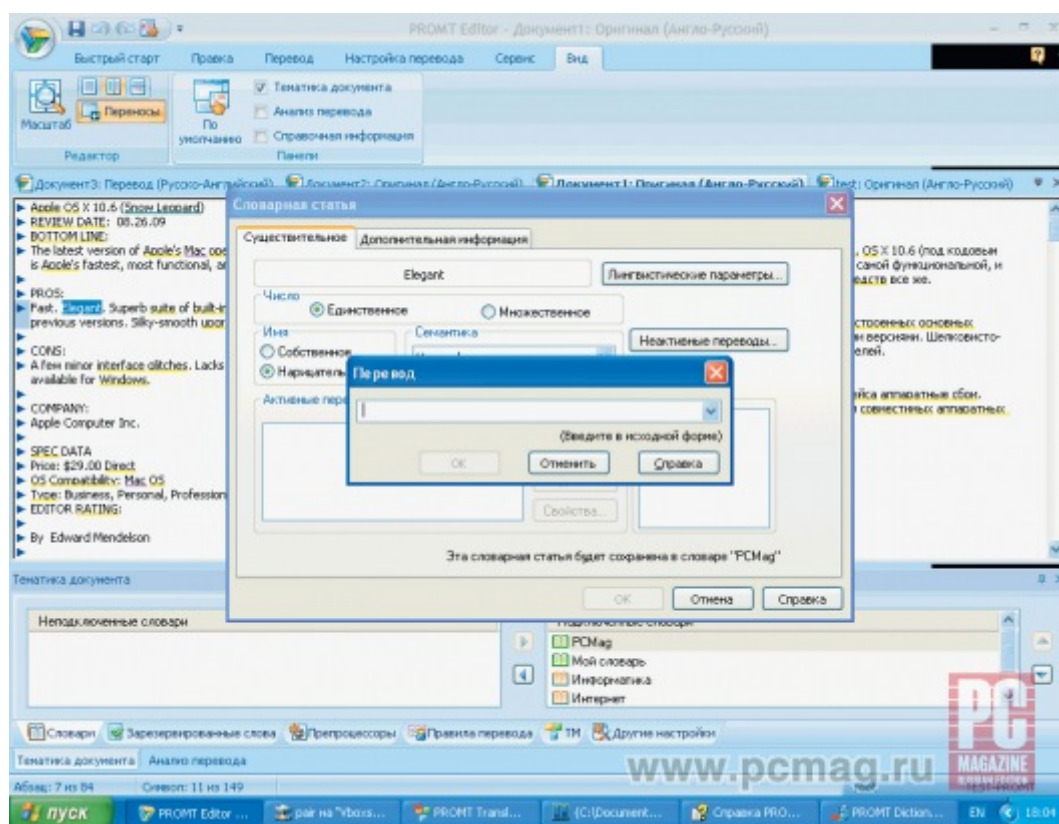 PROMT Editor - Документ1: Оригинал (Англо-Русский)
Быстрый старт Правка Перевод Настройка перевода Сервис Вид
Масштаб
Переносы
По умолчанию
Тематика документа
Анализ перевода
Справочная информация
Редактор
Панели
Документ3: Перевод (Русско-Английский) Документ2: Оригинал (Англо-Русский) Документ1: Оригинал (Англо-Русский) test: Оригинал (Англо-Русский)
Apple OS X 10.6 (Snow Leopard)
REVIEW DATE: 08.26.09
BOTTOM LINE:
The latest version of Apple's Mac
is Apple's fastest, most functional,
PROS:
Fast. Elegant. Superb suite of built-in
previous versions. Silky-smooth
CONS:
A few minor interface glitches. Lacks
available for Windows.
COMPANY:
Apple Computer Inc.
SPEC DATA
Price: $29.00 Direct
OS Compatibility: Mac OS
Type: Business, Personal, Profession
EDITOR RATING:
By Edward Mendelson
, OS X 10.6 (под кодовым
самой функциональной, и
все же.
строенных основных
версиями. Шелковисто-
аппаратные сбои.
совместимых аппаратных
Словарная статья
Существительное Дополнительная информация
Elegant
Лингвистические параметры...
Число
Единственное Множественное
Имя
Собственное
Семантика
Неактивные переводы...
Активные
Перевод
(Введите в исходной форме)
OK Отменить Справка
Свойства...
Эта словарная статья будет сохранена в словаре "PCMag"
OK Отмена Справка
Тематика документа
Неподключенные словари
PCMag
Мой словарь
Информатика
Интернет
Словари Зарезервированные слова Препроцессоры Правила перевода ТМ Другие настройки
Тематика документа Анализ перевода
www.pcmag.ru
PC
MAGAZINE
RUSSIAN EDITION
Абзац: 7 из 84 Символ: 11 из 149
пуск PROMT Editor ... pair на "Vboxs... PROMT Transl... {C:\Document... Справка PRO... PROMT Diction... EN 18:04